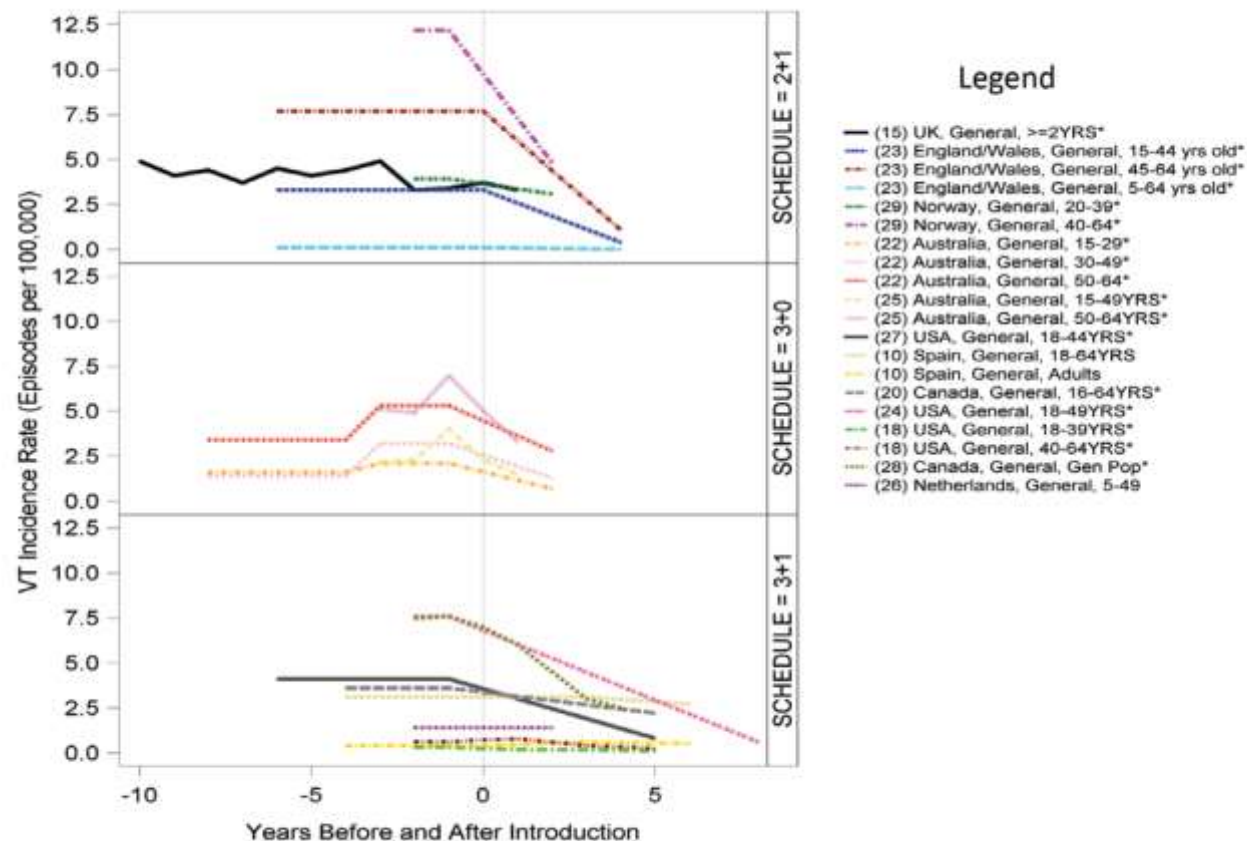 VT Incidence Rate (Episodes per 100,000)
12.5
10.0
7.5
5.0
2.5
0.0
SCHEDULE = 2+1
12.5
10.0
7.5
5.0
2.5
0.0
SCHEDULE = 3+0
12.5
10.0
7.5
5.0
2.5
0.0
SCHEDULE = 3+1
-10
-5
0
5
Years Before and After Introduction
Legend
(15) UK, General, >=2YRS*
(23) England/Wales, General, 15-44 yrs old*
(23) England/Wales, General, 45-64 yrs old*
(23) England/Wales, General, 5-64 yrs old*
(29) Norway, General, 20-39*
(29) Norway, General, 40-64*
(22) Australia, General, 15-29*
(22) Australia, General, 30-49*
(22) Australia, General, 50-64*
(25) Australia, General, 15-49YRS*
(25) Australia, General, 50-64YRS*
(27) USA, General, 18-44YRS*
(10) Spain, General, 18-64YRS
(10) Spain, General, Adults
(20) Canada, General, 16-64YRS*
(24) USA, General, 18-49YRS*
(18) USA, General, 18-39YRS*
(18) USA, General, 40-64YRS*
(28) Canada, General, Gen Pop*
(26) Netherlands, General, 5-49